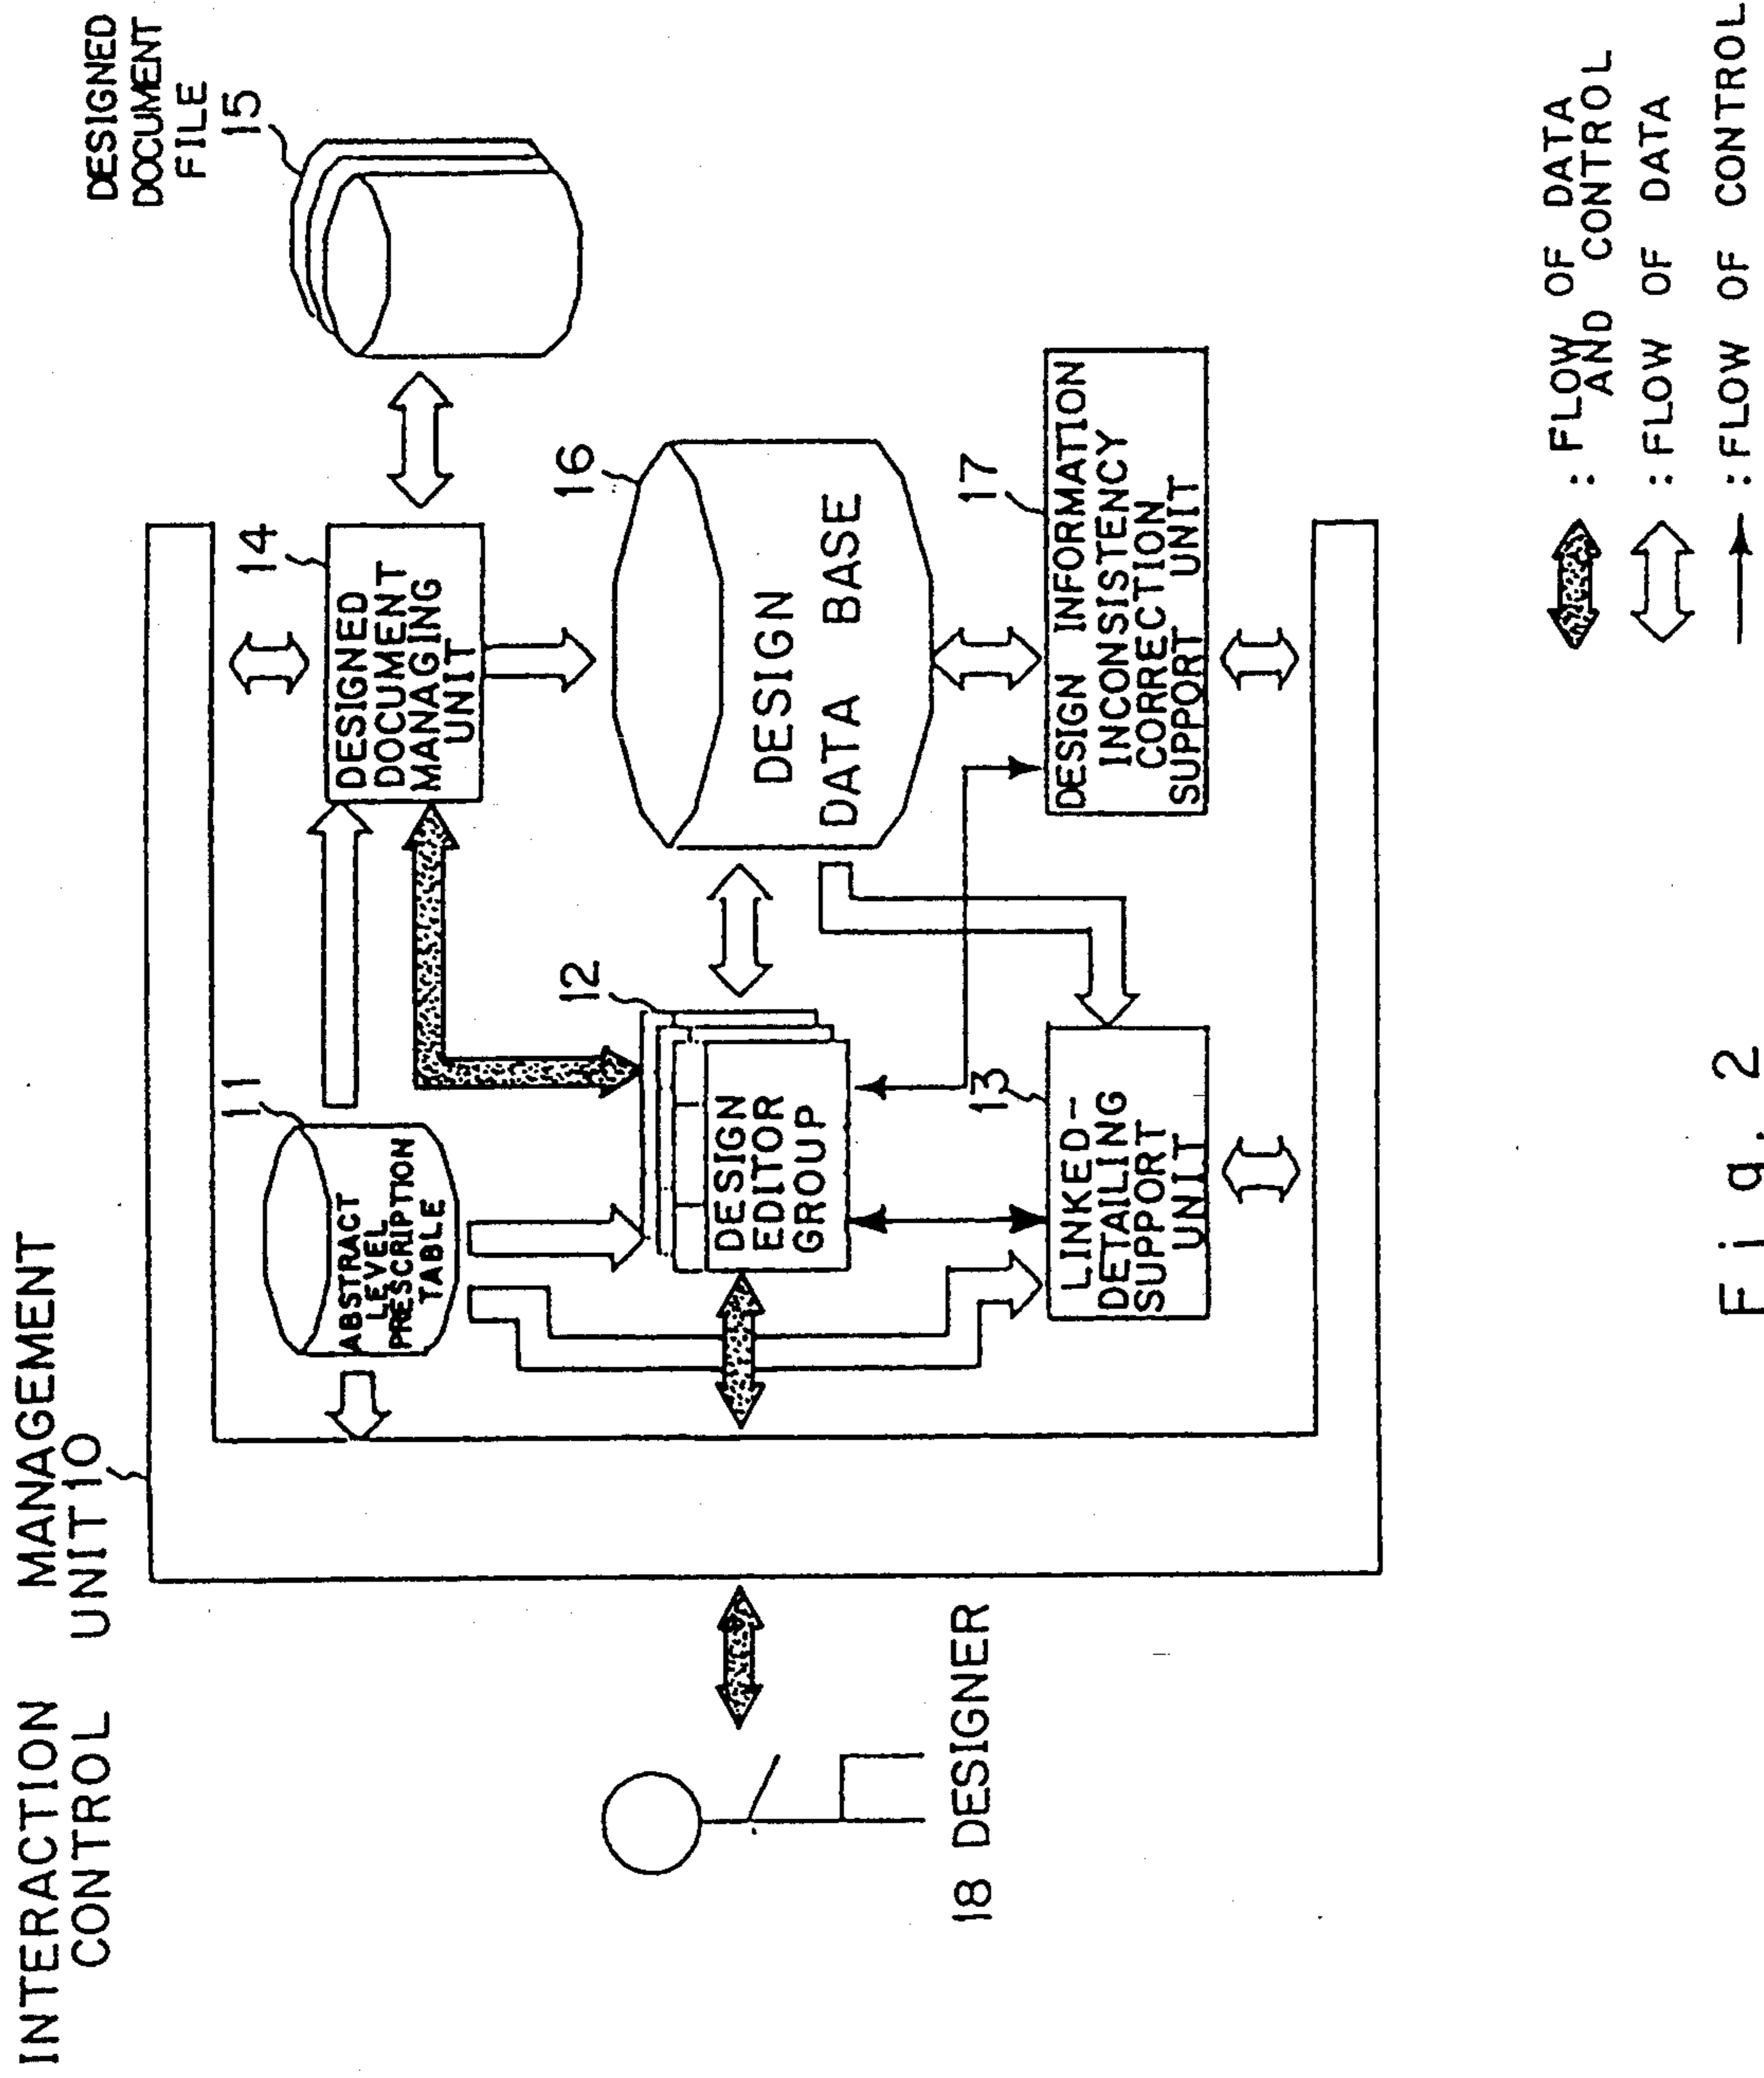 INTERACTION MANAGEMENT
CONTROL UNIT 10
DESIGNED
DOCUMENT
FILE
15
11
ABSTRACT
LEVEL
PRESCRIPTION
TABLE
14
DESIGNED
DOCUMENT
MANAGING
UNIT
12
DESIGN
EDITOR
GROUP
16
DESIGN
DATA BASE
18 DESIGNER
13
LINKED-
DETAILING
SUPPORT
UNIT
17
DESIGN INFORMATION
INCONSISTENCY
CORRECTION
SUPPORT UNIT
: FLOW OF DATA
AND CONTROL
: FLOW OF DATA
: FLOW OF CONTROL
Fig. 2